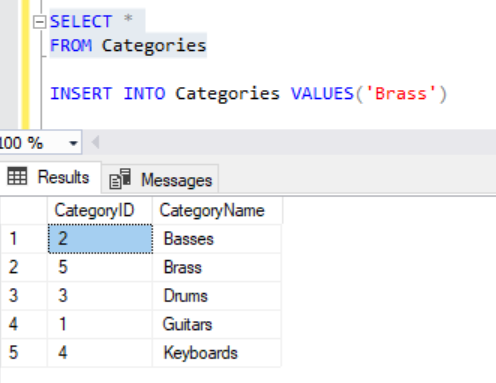 SELECT *
FROM Categories
INSERT INTO Categories VALUES('Brass')
100 %
Results Messages
CategoryID CategoryName
1 2 Basses
2 5 Brass
3 3 Drums
4 1 Guitars
5 4 Keyboards